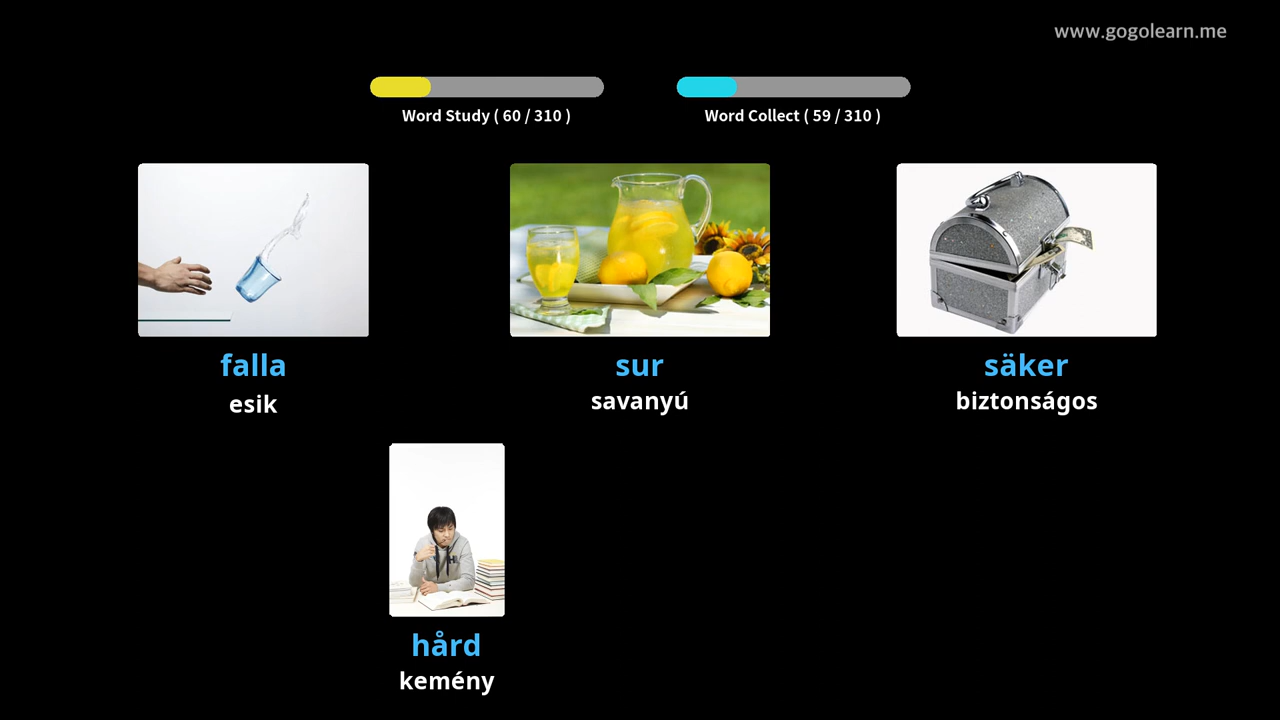 www.gogolearn.me
Word Study ( 60 / 310 )
Word Collect ( 59 / 310 )
falla
esik
sur
savanyú
säker
biztonságos
hård
kemény